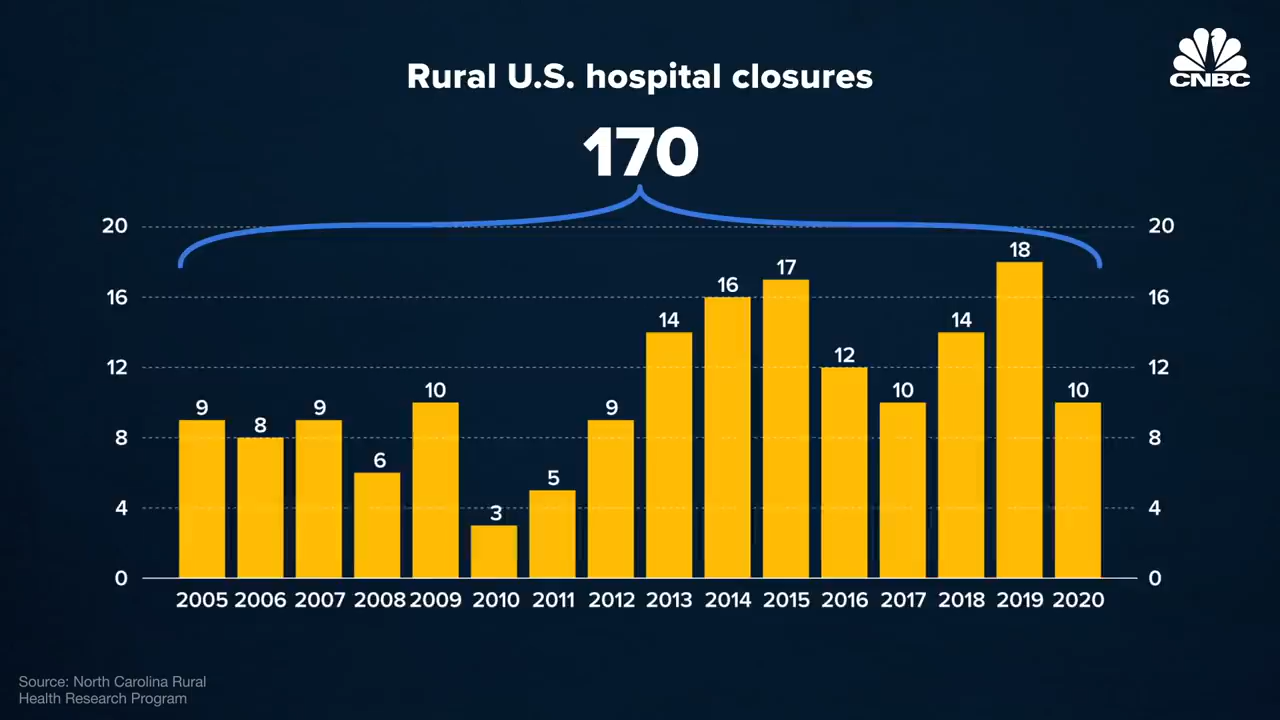 CNBC
Rural U.S. hospital closures
170
20 20
18
17
16 16 16
14 14
12 12 12
10 10 10
9 9 9
8 8 8
6
5
4 4
3
0 0
2005 2006 2007 2008 2009 2010 2011 2012 2013 2014 2015 2016 2017 2018 2019 2020
Source: North Carolina Rural
Health Research Program